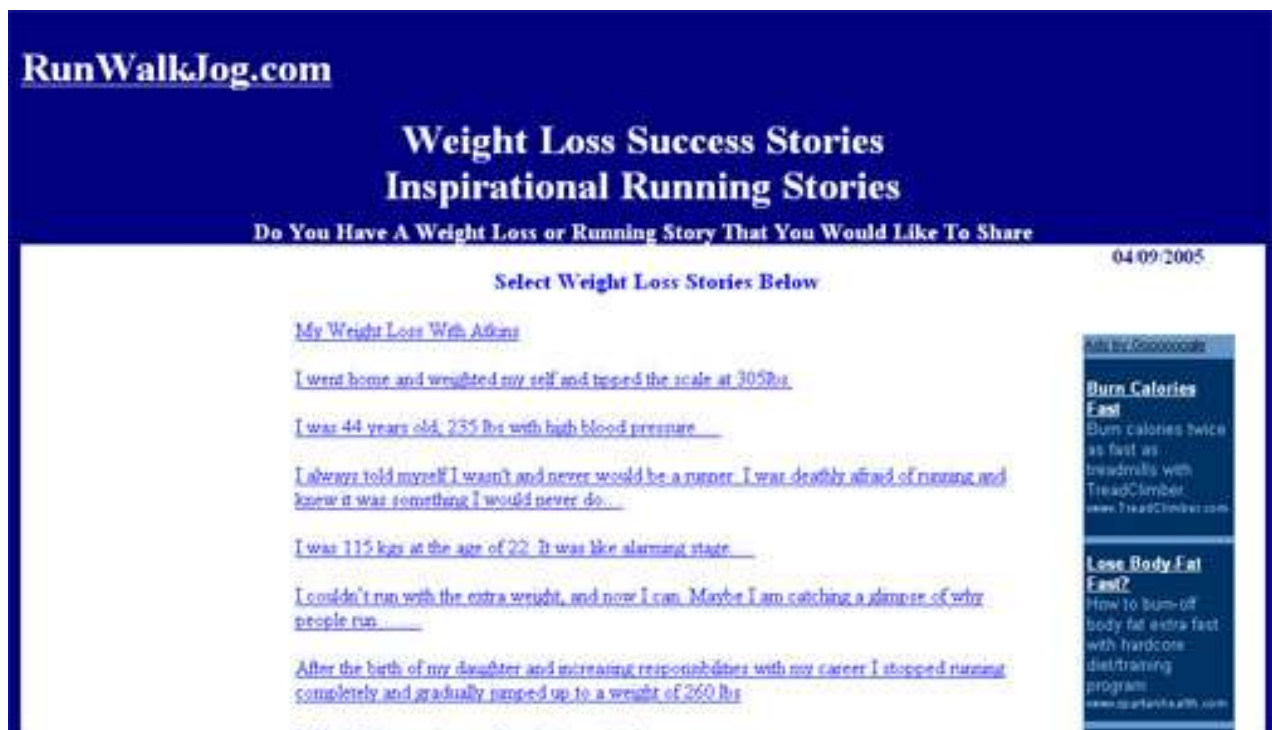 RunWalkJog.com
Weight Loss Success Stories
Inspirational Running Stories
Do You Have A Weight Loss or Running Story That You Would Like To Share
04/09/2005
Select Weight Loss Stories Below
My Weight Loss With Atkins
I went home and weighted my self and tipped the scale at 305lbs.
I was 44 years old, 235 lbs with high blood pressure.....
I always told myself I wasn't and never would be a runner. I was deathly afraid of running and
knew it was something I would never do....
I was 115 kgs at the age of 22. It was like alarming stage.....
I couldn't run with the extra weight, and now I can. Maybe I am catching a glimpse of why
people run........
After the birth of my daughter and increasing responsibilities with my career I stopped running
completely and gradually jumped up to a weight of 260 lbs
Ads by Goooooogle
Burn Calories
Fast
Burn calories twice
as fast as
treadmills with
TreadClimber.
www.TreadClimber.com
Lose Body Fat
Fast?
How to burn-off
body fat extra fast
with hardcore
diet/training
program
www.spartanhealth.com